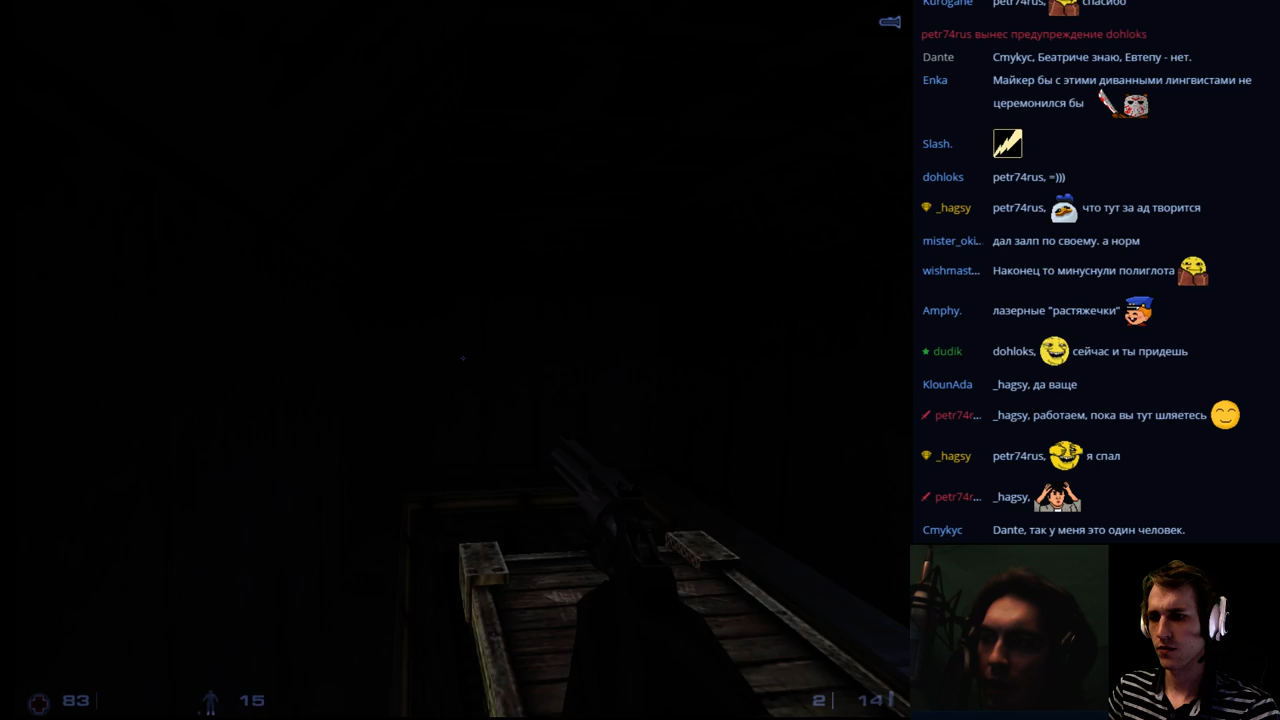 Kurogane petr74rus, спасибо
petr74rus вынес предупреждение dohloks
Dante Cmykyc, Беатриче знаю, Евтепу - нет.
Enka Майкер бы с этими диванными лингвистами не
церемонился бы
Slash.
dohloks petr74rus, =)))
_hagsy petr74rus, что тут за ад творится
mister_oki... дал залп по своему. а норм
wishmast... Наконец то минуснули полиглота
Amphy. лазерные "растяжечки"
dudik dohloks, сейчас и ты придешь
KlounAda _hagsy, да ваще
petr74r... _hagsy, работаем, пока вы тут шляетесь
_hagsy petr74rus, я спал
petr74r... _hagsy,
Cmykyc Dante, так у меня это один человек.
83 15 2 14